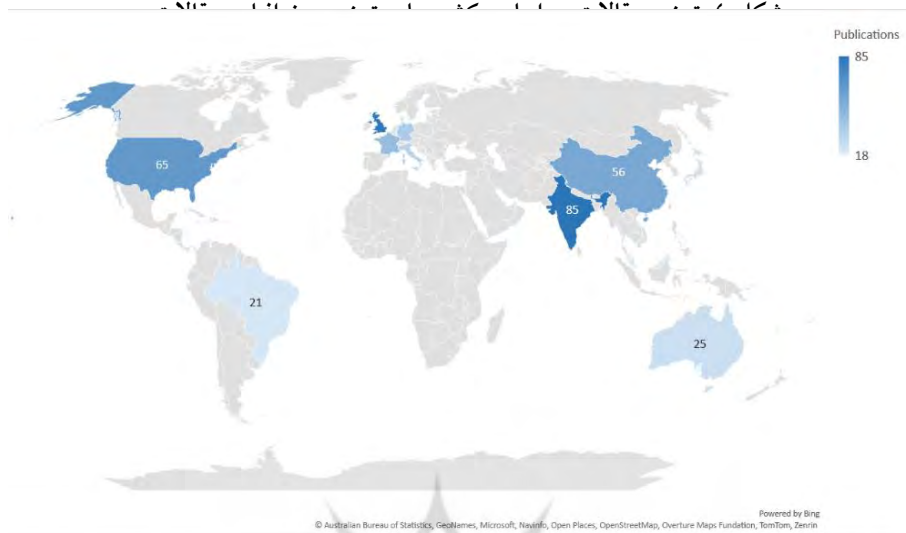 Publications
85
18
65
56
85
21
25
Powered by Bing
© Australian Bureau of Statistics, GeoNames, Microsoft, Navinfo, Open Places, OpenStreetMap, Overture Maps Fundation, TomTom, Zenrin